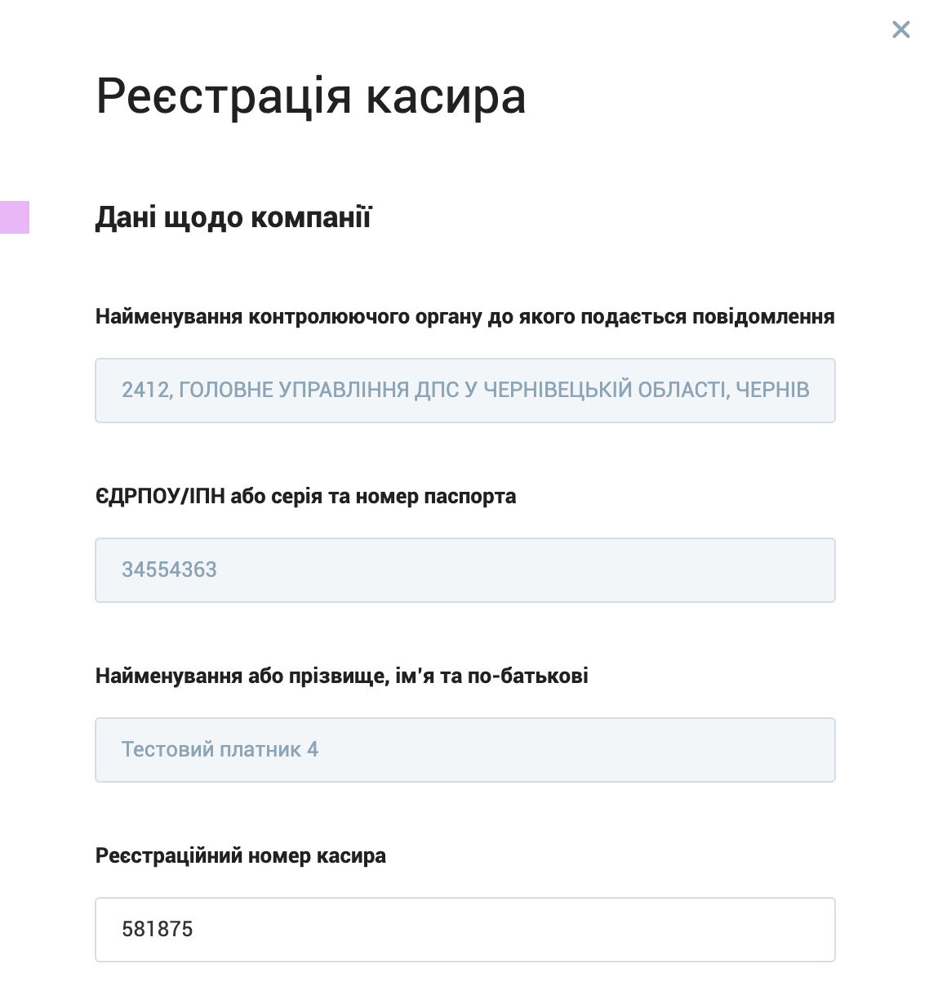 Реєстрація касира
Дані щодо компанії
Найменування контролюючого органу до якого подається повідомлення
2412, ГОЛОВНЕ УПРАВЛІННЯ ДПС У ЧЕРНІВЕЦЬКІЙ ОБЛАСТІ, ЧЕРНІВ
ЄДРПОУ/ІПН або серія та номер паспорта
34554363
Найменування або прізвище, ім'я та по-батькові
Тестовий платник 4
Реєстраційний номер касира
581875